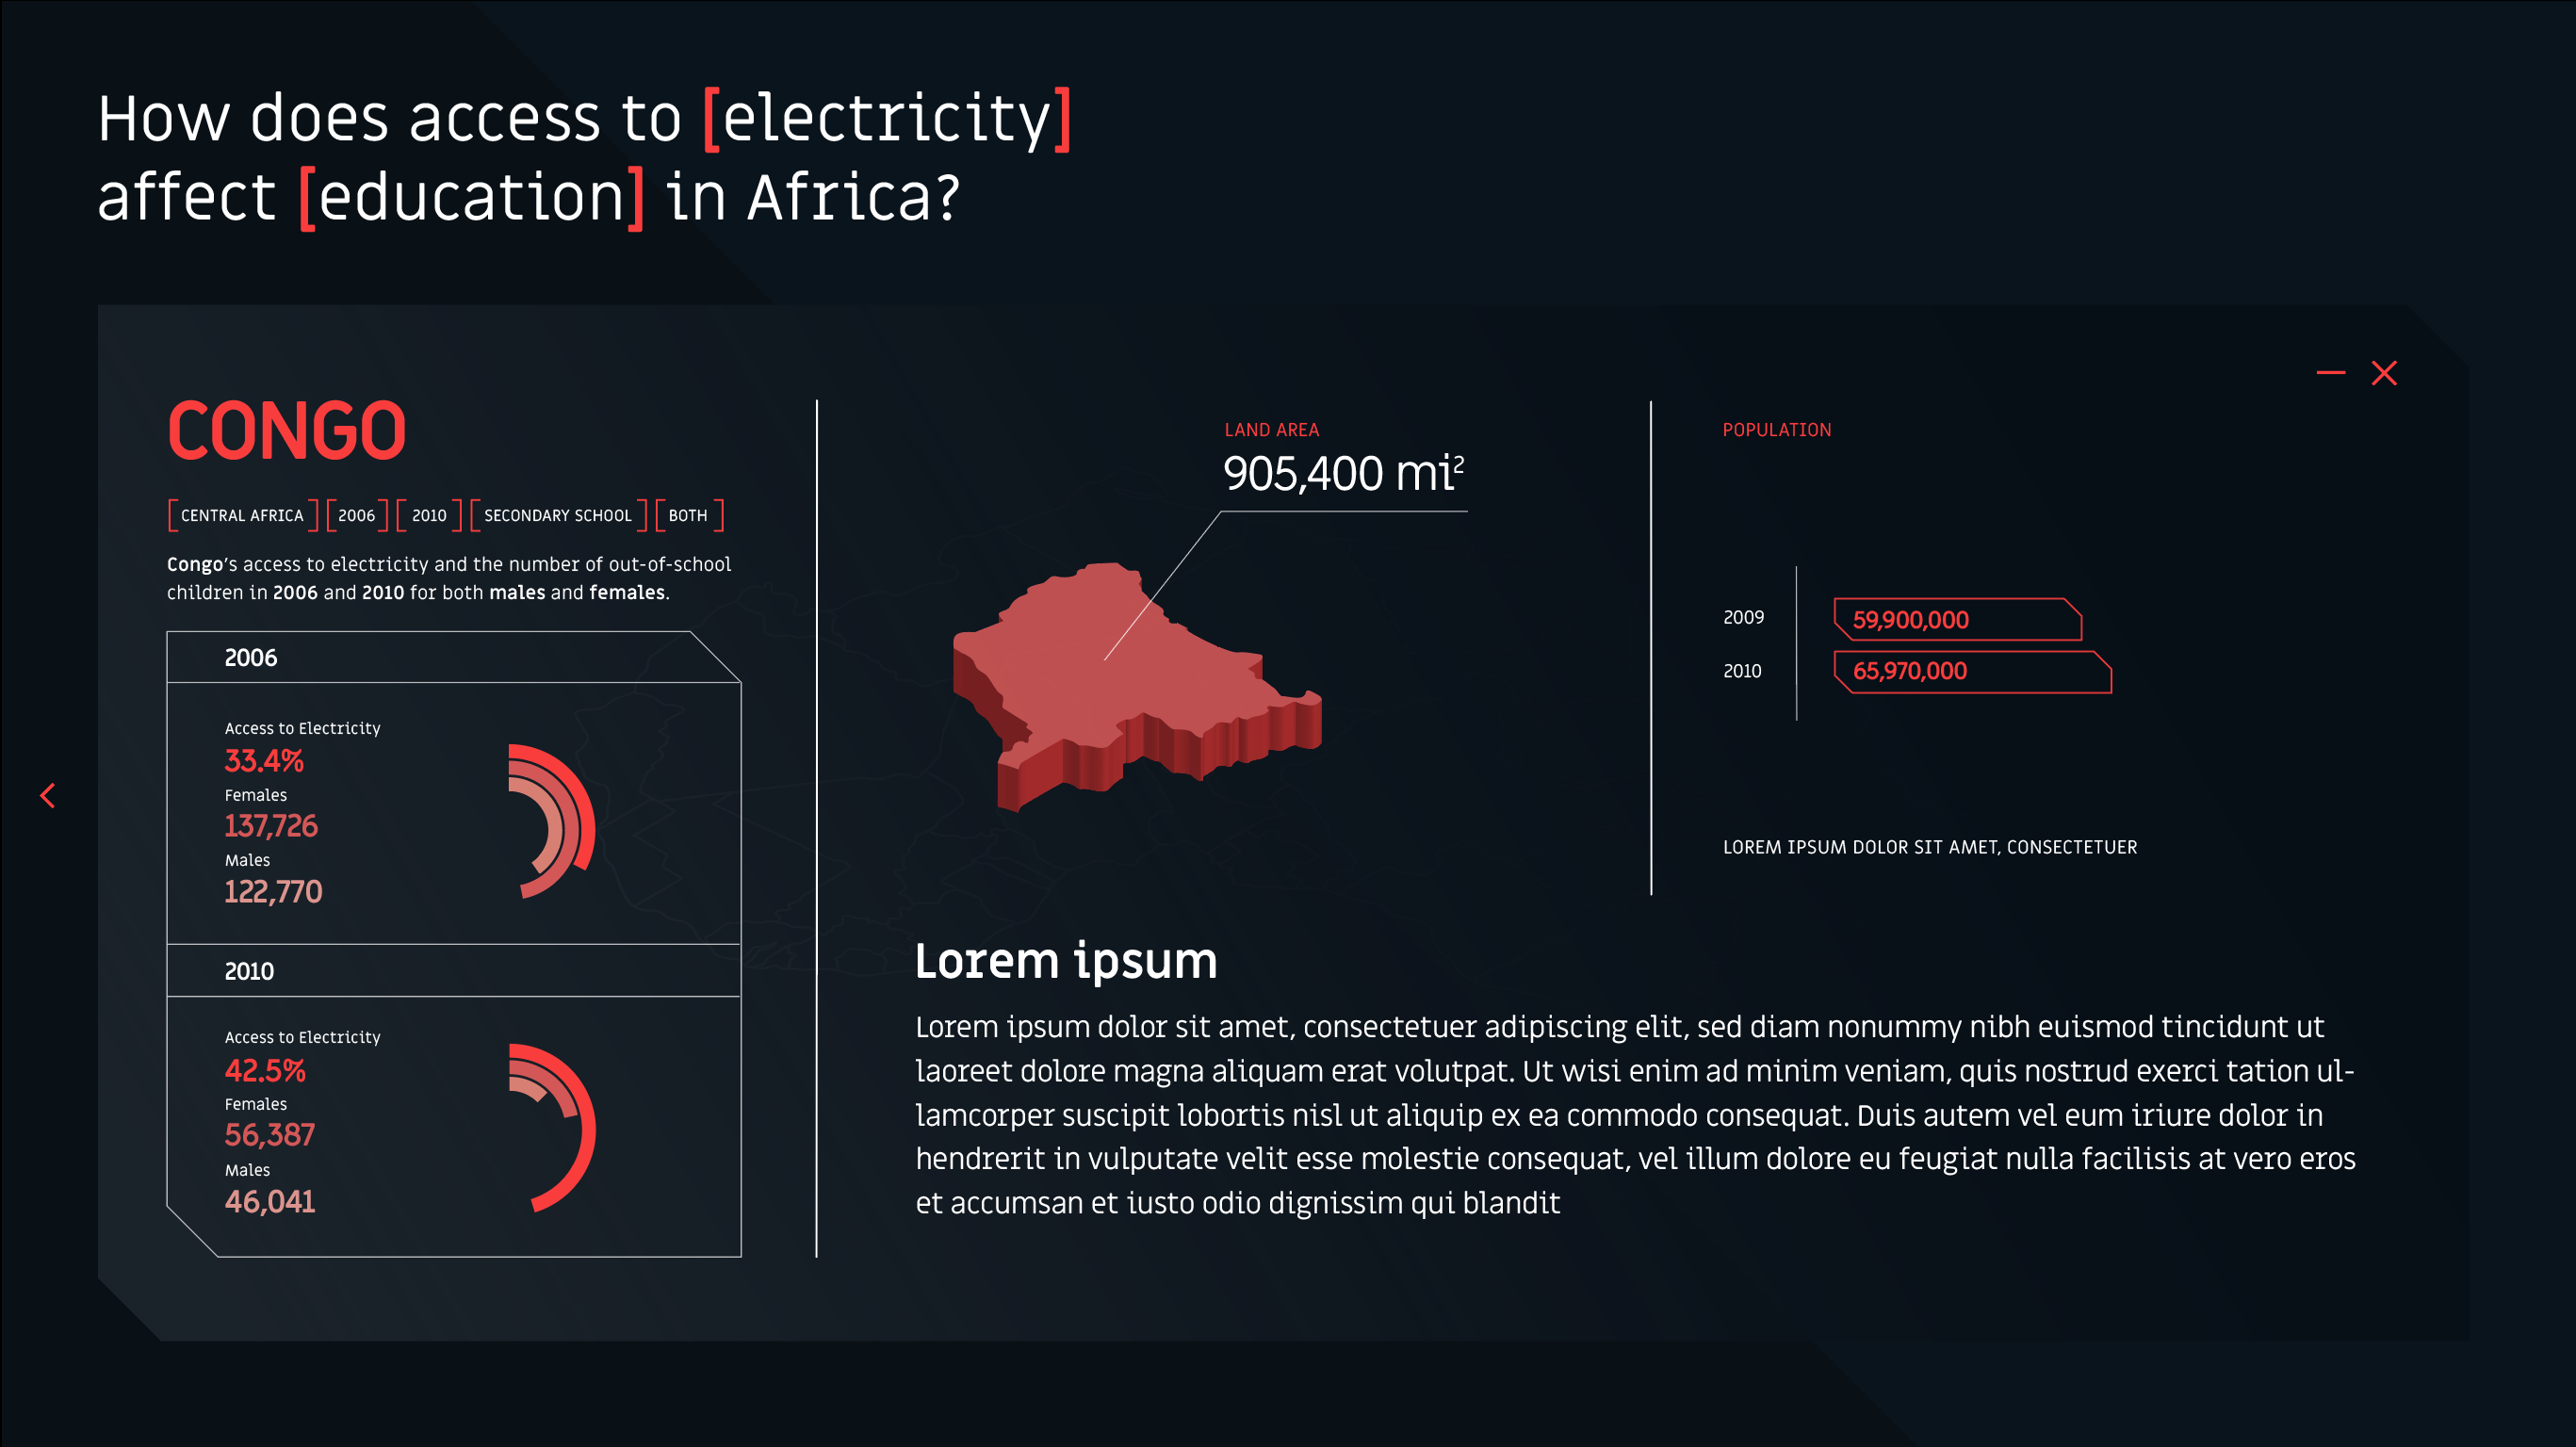 How does access to [electricity]
affect [education] in Africa?
CONGO
[CENTRAL AFRICA] [2006] [2010] [SECONDARY SCHOOL] [BOTH]
Congo's access to electricity and the number of out-of-school
children in 2006 and 2010 for both males and females.
2006
Access to Electricity
33.4%
Females
137,726
Males
122,770
2010
Access to Electricity
42.5%
Females
56,387
Males
46,041
LAND AREA
905,400 mi²
POPULATION
2009 59,900,000
2010 65,970,000
LOREM IPSUM DOLOR SIT AMET, CONSECTETUER
Lorem ipsum
Lorem ipsum dolor sit amet, consectetuer adipiscing elit, sed diam nonummy nibh euismod tincidunt ut
laoreet dolore magna aliquam erat volutpat. Ut wisi enim ad minim veniam, quis nostrud exerci tation ul-
lamcorper suscipit lobortis nisl ut aliquip ex ea commodo consequat. Duis autem vel eum iriure dolor in
hendrerit in vulputate velit esse molestie consequat, vel illum dolore eu feugiat nulla facilisis at vero eros
et accumsan et iusto odio dignissim qui blandit